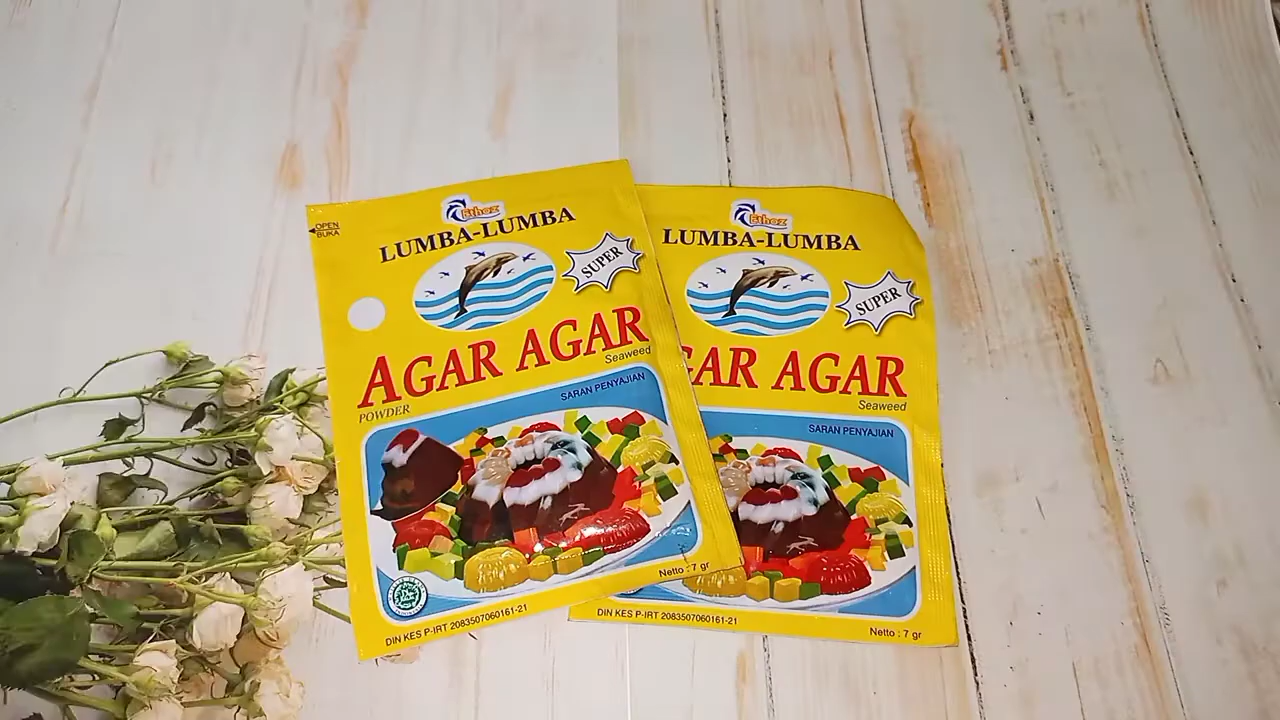 OPEN
BUKA
Ethoz
LUMBA-LUMBA
SUPER
AGAR AGAR
Seaweed
POWDER
SARAN PENYAJIAN
Netto : 7 gr
DIN KES P-IRT 2083507060161-21
Ethoz
LUMBA-LUMBA
SUPER
GAR AGAR
Seaweed
SARAN PENYAJIAN
DIN KES P-IRT 2083507060161-21
Netto : 7 gr